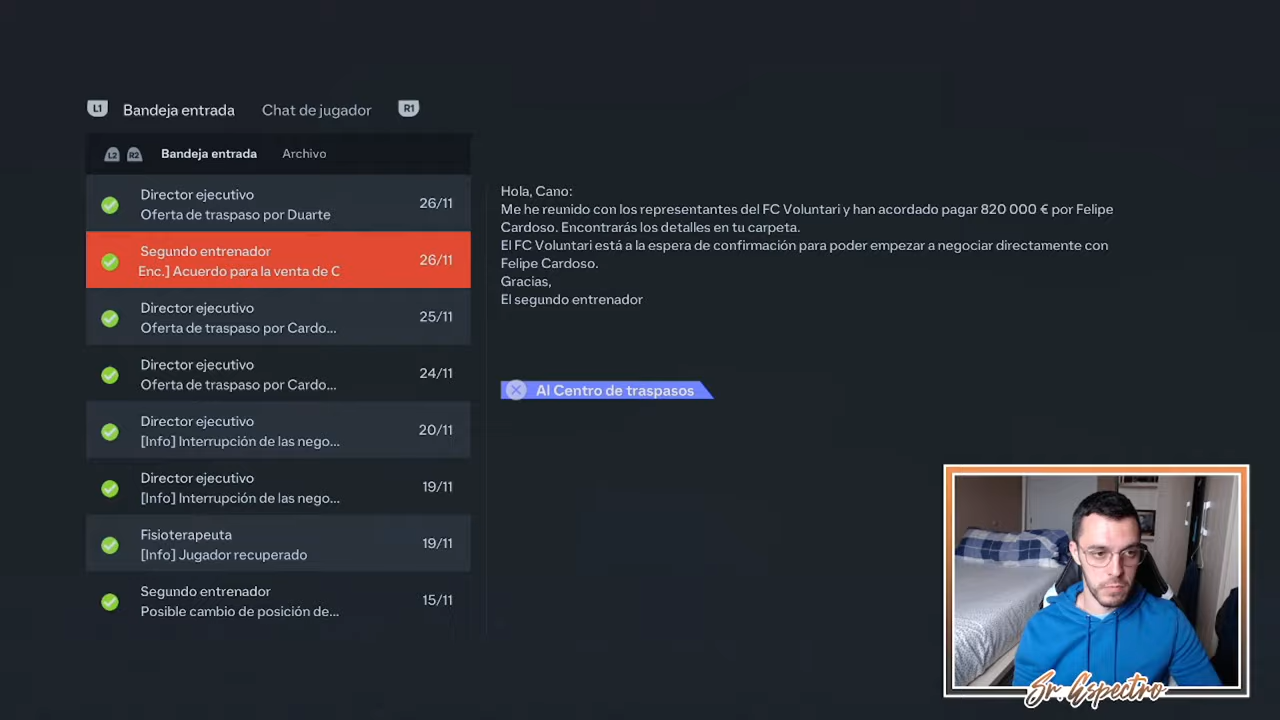 L1 Bandeja entrada Chat de jugador R1
L2 R2 Bandeja entrada Archivo
Director ejecutivo
Oferta de traspaso por Duarte
26/11
Segundo entrenador
Enc.] Acuerdo para la venta de C
26/11
Director ejecutivo
Oferta de traspaso por Cardo...
25/11
Director ejecutivo
Oferta de traspaso por Cardo...
24/11
Director ejecutivo
[Info] Interrupción de las nego...
20/11
Director ejecutivo
[Info] Interrupción de las nego...
19/11
Fisioterapeuta
[Info] Jugador recuperado
19/11
Segundo entrenador
Posible cambio de posición de...
15/11
Hola, Cano:
Me he reunido con los representantes del FC Voluntari y han acordado pagar 820 000 € por Felipe
Cardoso. Encontrarás los detalles en tu carpeta.
El FC Voluntari está a la espera de confirmación para poder empezar a negociar directamente con
Felipe Cardoso.
Gracias,
El segundo entrenador
Al Centro de traspasos
Sr. Espectro